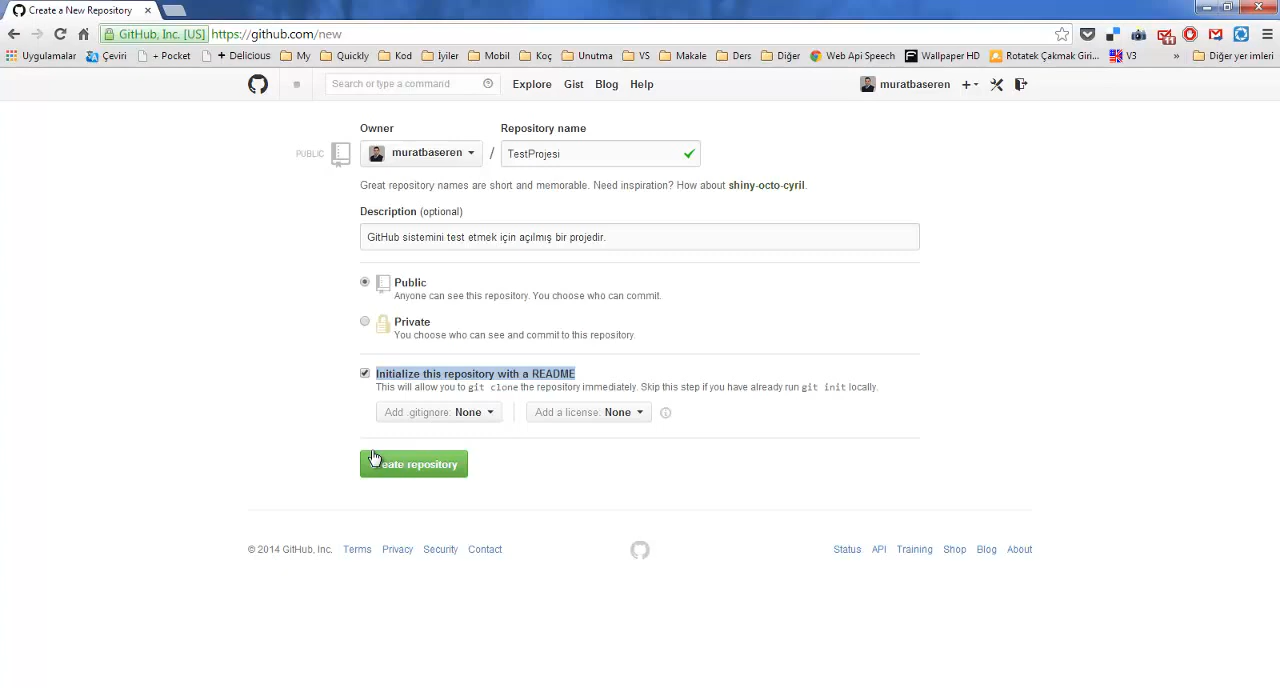 Create a New Repository
GitHub, Inc. [US] https://github.com/new
Uygulamalar Çeviri + Pocket + Delicious My Quickly İyiler Mobil Koç Unutma VS Makale Ders Diğer Web Api Speech Wallpaper HD Rotatek Çakmak Giri... V3 » Diğer yer imleri
Search or type a command Explore Gist Blog Help muratbaseren
Owner Repository name
PUBLIC muratbaseren / TestProjesi
Great repository names are short and memorable. Need inspiration? How about shiny-octo-cyril.
Description (optional)
GitHub sistemini test etmek için açılmış bir projedir.
Public
Anyone can see this repository. You choose who can commit.
Private
You choose who can see and commit to this repository.
Initialize this repository with a README
This will allow you to git clone the repository immediately. Skip this step if you have already run git init locally.
Add .gitignore: None Add a license: None
Create repository
© 2014 GitHub, Inc. Terms Privacy Security Contact Status API Training Shop Blog About